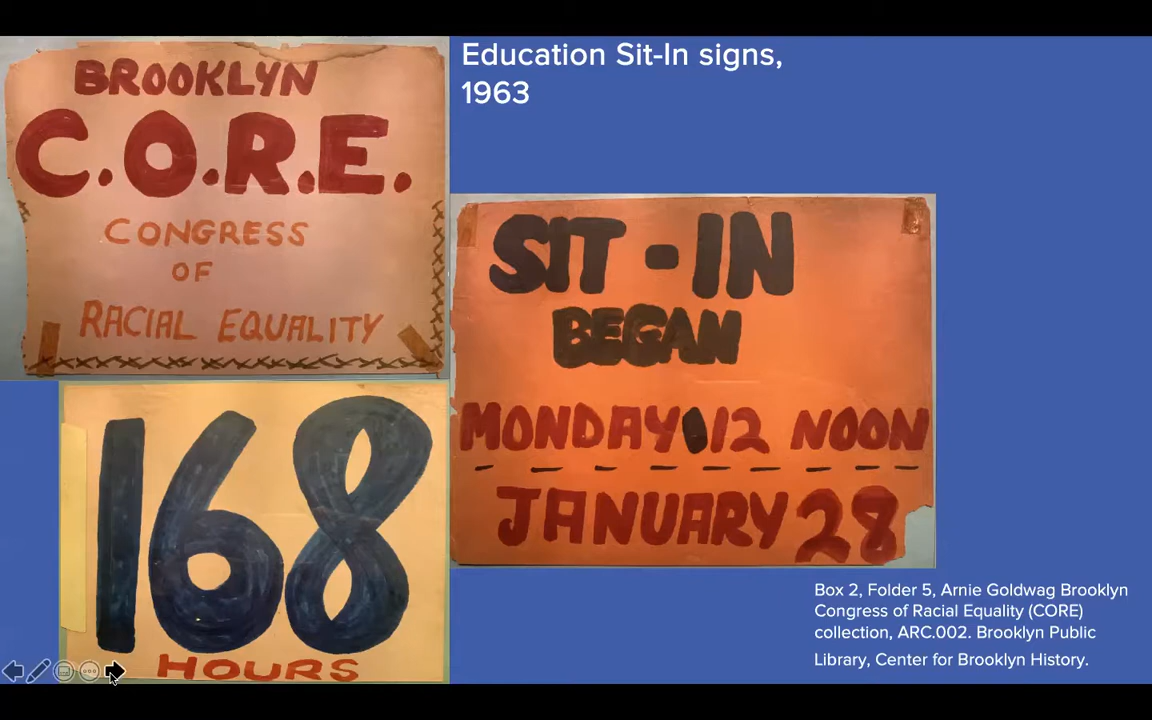 Education Sit-In signs,
1963
BROOKLYN
C.O.R.E.
CONGRESS
OF
RACIAL EQUALITY
SIT-IN
BEGAN
MONDAY 12 NOON
JANUARY 28
168
HOURS
Box 2, Folder 5, Arnie Goldwag Brooklyn
Congress of Racial Equality (CORE)
collection, ARC.002. Brooklyn Public
Library, Center for Brooklyn History.